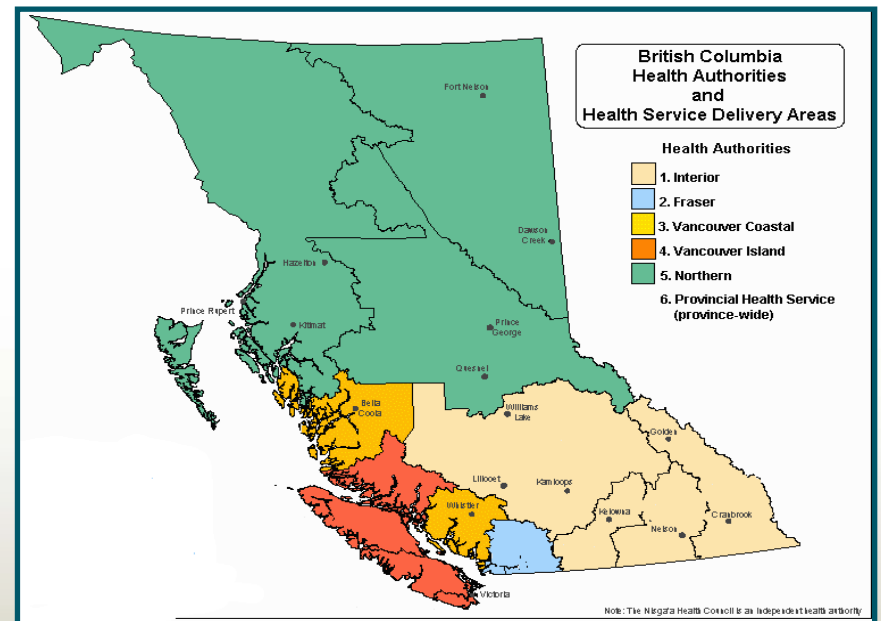 British Columbia
Health Authorities
and
Health Service Delivery Areas
Health Authorities
1. Interior
2. Fraser
3. Vancouver Coastal
4. Vancouver Island
5. Northern
6. Provincial Health Service
(province-wide)
Fort Nelson
Dawson
Creek
Hazelton
Prince Rupert
Kitimat
Prince
George
Quesnel
Bella
Coola
Williams
Lake
Golden
Lillooet
Kamloops
Whistler
Kelowna
Cranbrook
Nelson
Victoria
Note: The Nisga'a Health Council is an independent health authority